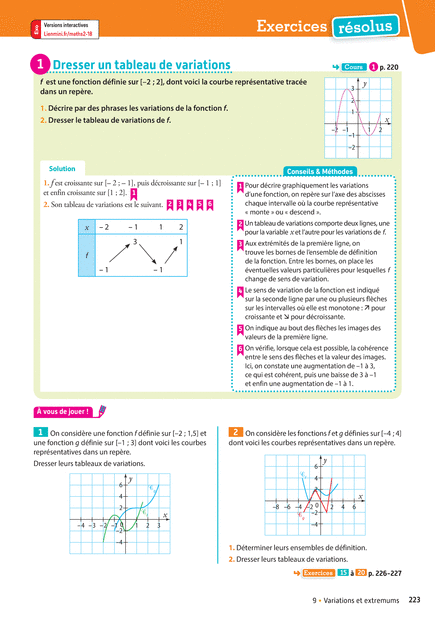 Exo
Versions interactives
Lienmini.fr/maths2-18
Exercices résolus
1 Dresser un tableau de variations
Cours 1 p. 220
f est une fonction définie sur [–2 ; 2], dont voici la courbe représentative tracée
dans un repère.
1. Décrire par des phrases les variations de la fonction f.
2. Dresser le tableau de variations de f.
Solution
1. f est croissante sur [– 2 ; – 1], puis décroissante sur [– 1 ; 1]
et enfin croissante sur [1 ; 2]. 1
2. Son tableau de variations est le suivant. 2 3 4 5 6
x – 2 – 1 1 2
3 1
f
– 1 – 1
Conseils & Méthodes
1 Pour décrire graphiquement les variations
d'une fonction, on repère sur l'axe des abscisses
chaque intervalle où la courbe représentative
« monte » ou « descend ».
2 Un tableau de variations comporte deux lignes, une
pour la variable x et l'autre pour les variations de f.
3 Aux extrémités de la première ligne, on
trouve les bornes de l'ensemble de définition
de la fonction. Entre les bornes, on place les
éventuelles valeurs particulières pour lesquelles f
change de sens de variation.
4 Le sens de variation de la fonction est indiqué
sur la seconde ligne par une ou plusieurs flèches
sur les intervalles où elle est monotone : ↗ pour
croissante et ↘ pour décroissante.
5 On indique au bout des flèches les images des
valeurs de la première ligne.
6 On vérifie, lorsque cela est possible, la cohérence
entre le sens des flèches et la valeur des images.
Ici, on constate une augmentation de –1 à 3,
ce qui est cohérent, puis une baisse de 3 à –1
et enfin une augmentation de –1 à 1.
À vous de jouer !
1 On considère une fonction f définie sur [–2 ; 1,5] et
une fonction g définie sur [–1 ; 3] dont voici les courbes
représentatives dans un repère.
Dresser leurs tableaux de variations.
2 On considère les fonctions f et g définies sur [–4 ; 4]
dont voici les courbes représentatives dans un repère.
1. Déterminer leurs ensembles de définition.
2. Dresser leurs tableaux de variations.
Exercices 15 à 20 p. 226-227
9 • Variations et extremums 223